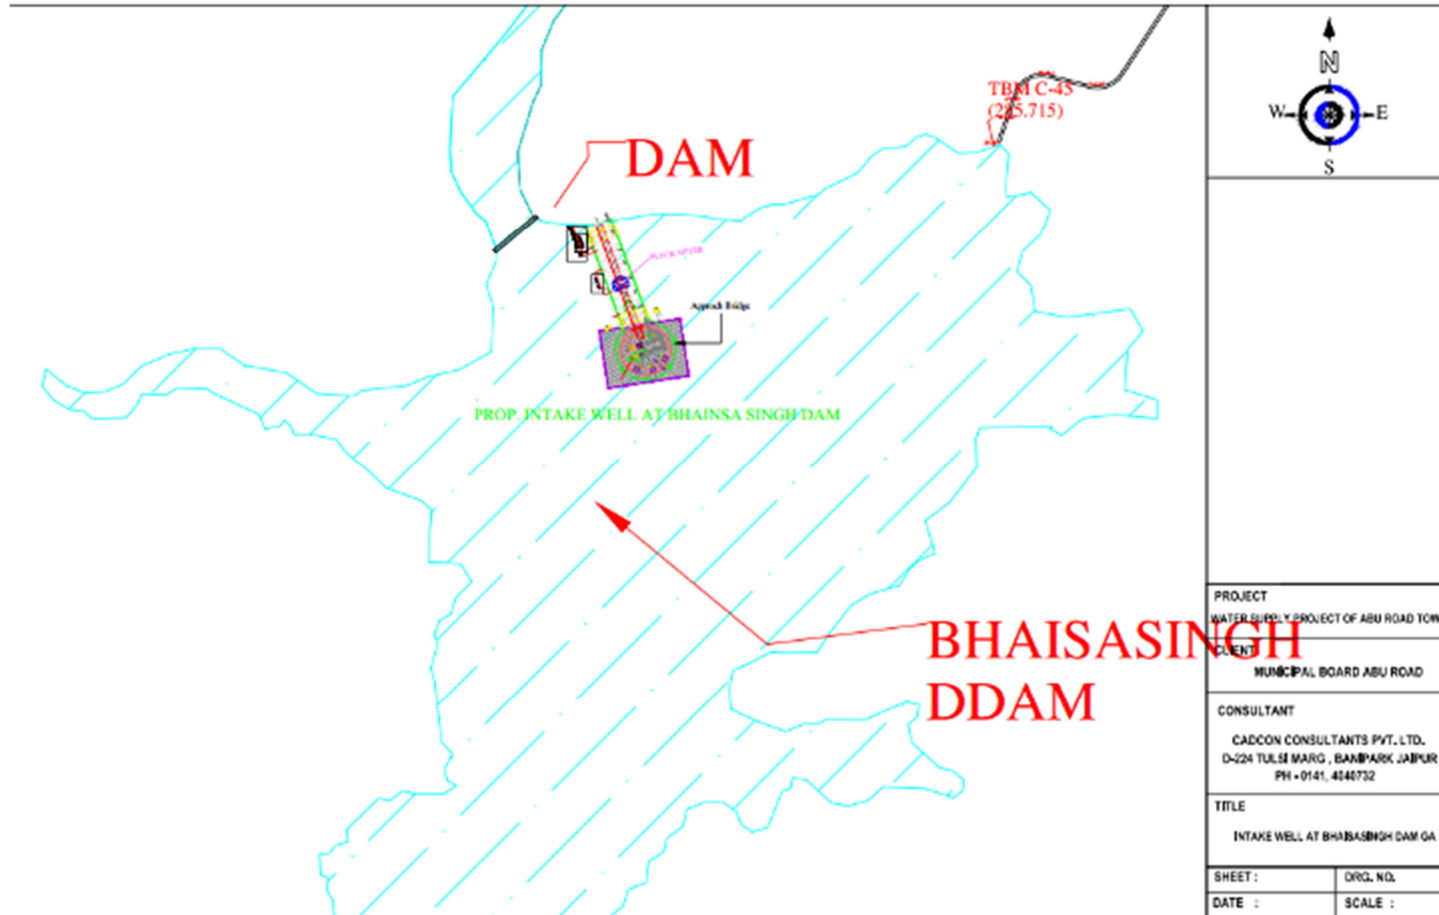 N
W
E
S
TBM C-45
DAM
Approach Bridge
PROP. INTAKE WELL AT BHAINSA SINGH DAM
BHAISASINGH
DDAM
PROJECT
WATER SUPPLY PROJECT OF ABU ROAD TOW
CLIENT
MUNICIPAL BOARD ABU ROAD
CONSULTANT
CADCON CONSULTANTS PVT. LTD.
D-224 TULSI MARG , BANIPARK JAIPUR
PH - 0141, 4040732
TITLE
INTAKE WELL AT BHAISASINGH DAM GA
SHEET :
DRG. NO.
DATE :
SCALE :